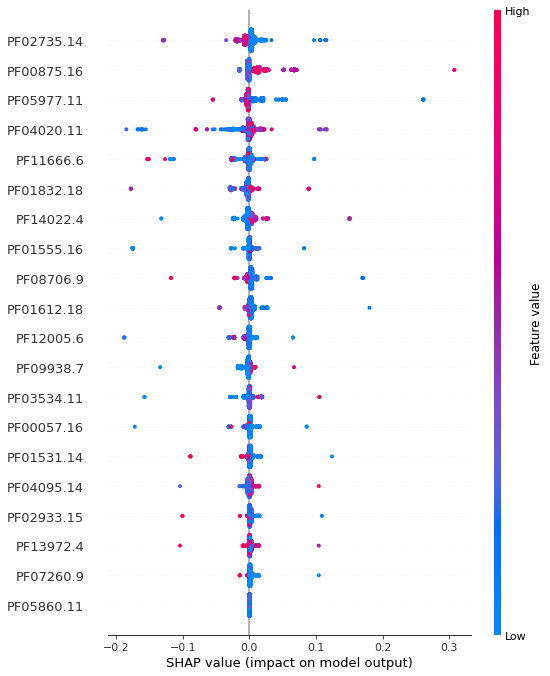 High
PF02735.14
PF00875.16
PF05977.11
PF04020.11
PF11666.6
PF01832.18
PF14022.4
PF01555.16
PF08706.9
PF01612.18
PF12005.6
PF09938.7
PF03534.11
PF00057.16
PF01531.14
PF04095.14
PF02933.15
PF13972.4
PF07260.9
PF05860.11
Feature value
Low
−0.2 −0.1 0.0 0.1 0.2 0.3
SHAP value (impact on model output)